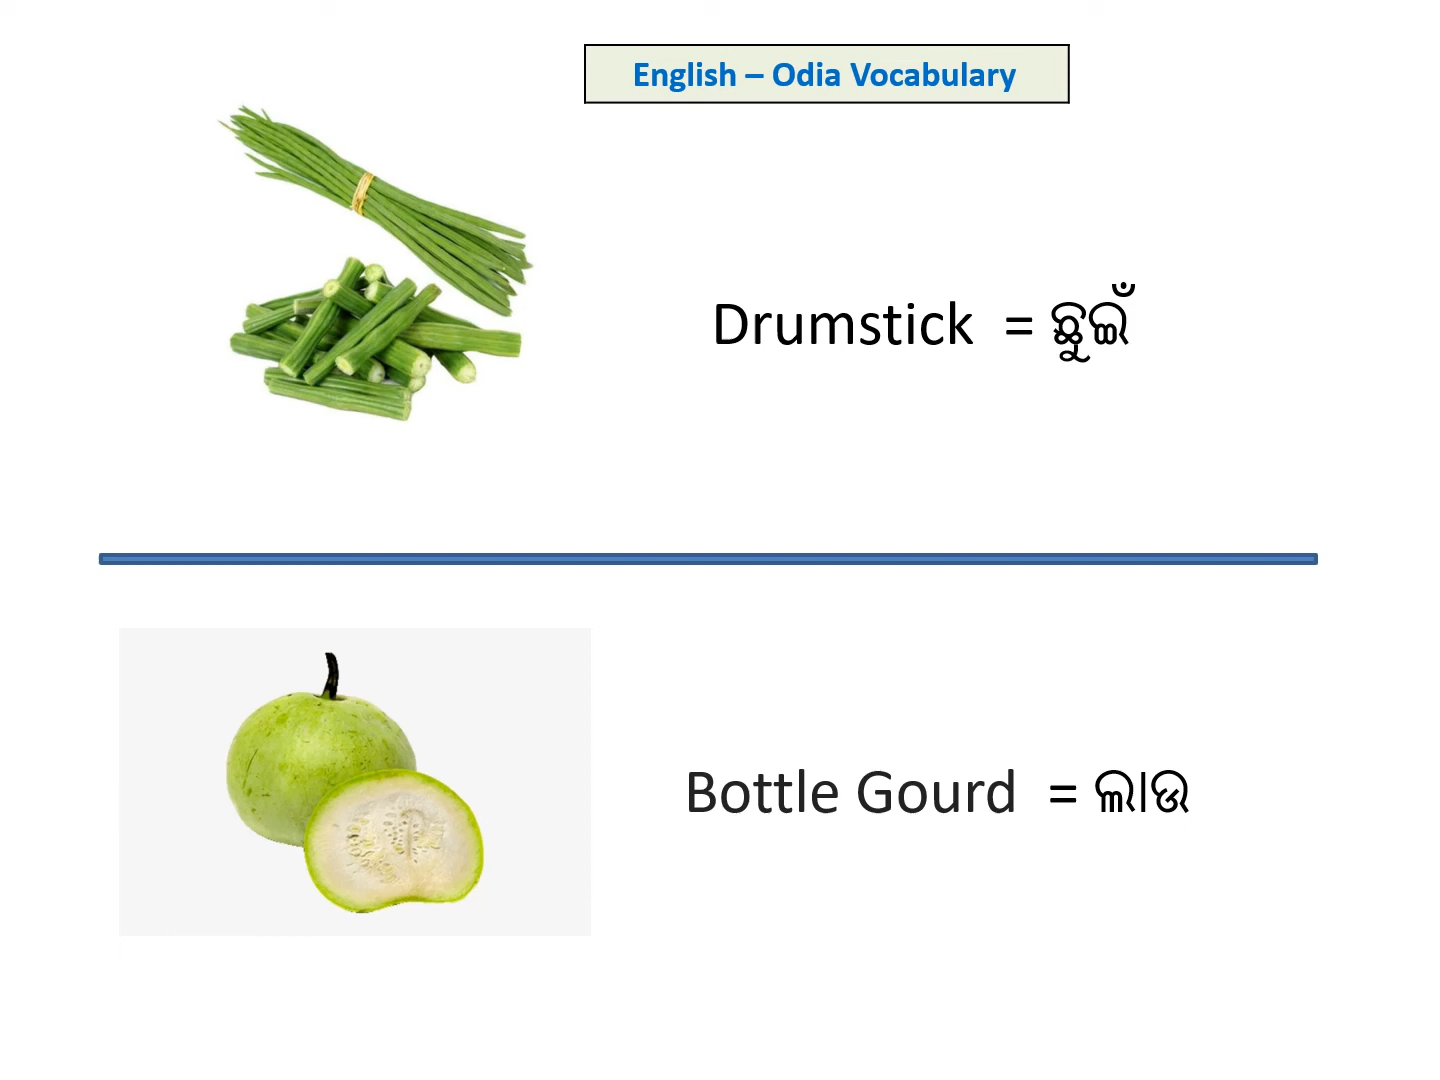 English – Odia Vocabulary
Drumstick = ଛୁଇଁ
Bottle Gourd = ଲାଉ